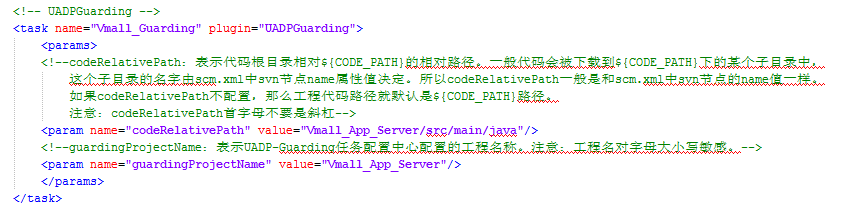 <!-- UADPGuarding -->
<task name="Vmall_Guarding" plugin="UADPGuarding">
<params>
<!--codeRelativePath: 表示代码根目录相对${CODE_PATH}的相对路径。一般代码会被下载到${CODE_PATH}下的某个子目录中，
这个子目录的名字由scm.xml中svn节点name属性值决定。所以codeRelativePath一般是和scm.xml中svn节点的name值一样。
如果codeRelativePath不配置，那么工程代码路径就默认是${CODE_PATH}路径。
注意：codeRelativePath首字母不要是斜杠-->
<param name="codeRelativePath" value="Vmall_App_Server/src/main/java"/>
<!--guardingProjectName: 表示UADP-Guarding任务配置中心配置的工程名称。注意：工程名对字母大小写敏感。-->
<param name="guardingProjectName" value="Vmall_App_Server"/>
</params>
</task>